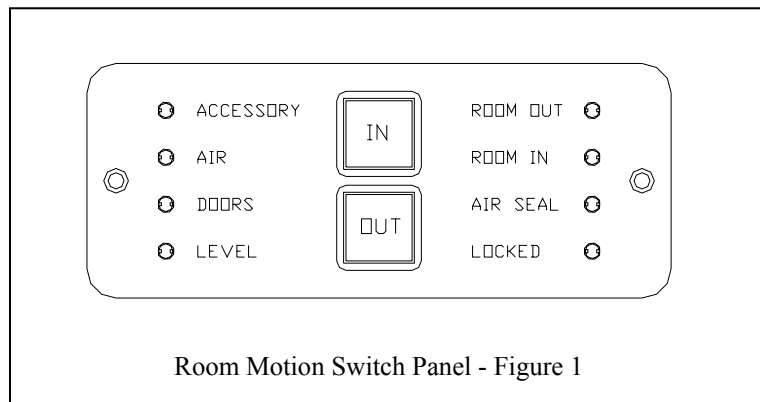 ACCESSORY
AIR
DOORS
LEVEL
IN
OUT
ROOM OUT
ROOM IN
AIR SEAL
LOCKED
Room Motion Switch Panel - Figure 1